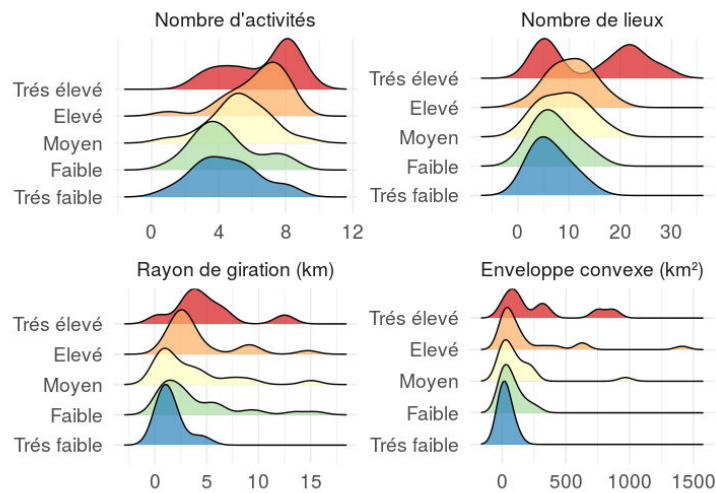 Nombre d'activités
Trés élevé
Elevé
Moyen
Faible
Trés faible
0 4 8 12
Nombre de lieux
Trés élevé
Elevé
Moyen
Faible
Trés faible
0 10 20 30
Rayon de giration (km)
Trés élevé
Elevé
Moyen
Faible
Trés faible
0 5 10 15
Enveloppe convexe (km²)
Trés élevé
Elevé
Moyen
Faible
Trés faible
0 500 1000 1500